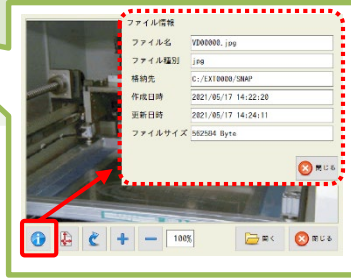 ファイル情報
ファイル名 VD00000.jpg
ファイル種別 jpg
格納先 C:/EXT0000/SNAP
作成日時 2021/05/17 14:22:20
更新日時 2021/05/17 14:24:11
ファイルサイズ 562584 Byte
閉じる
100%
開く 閉じる